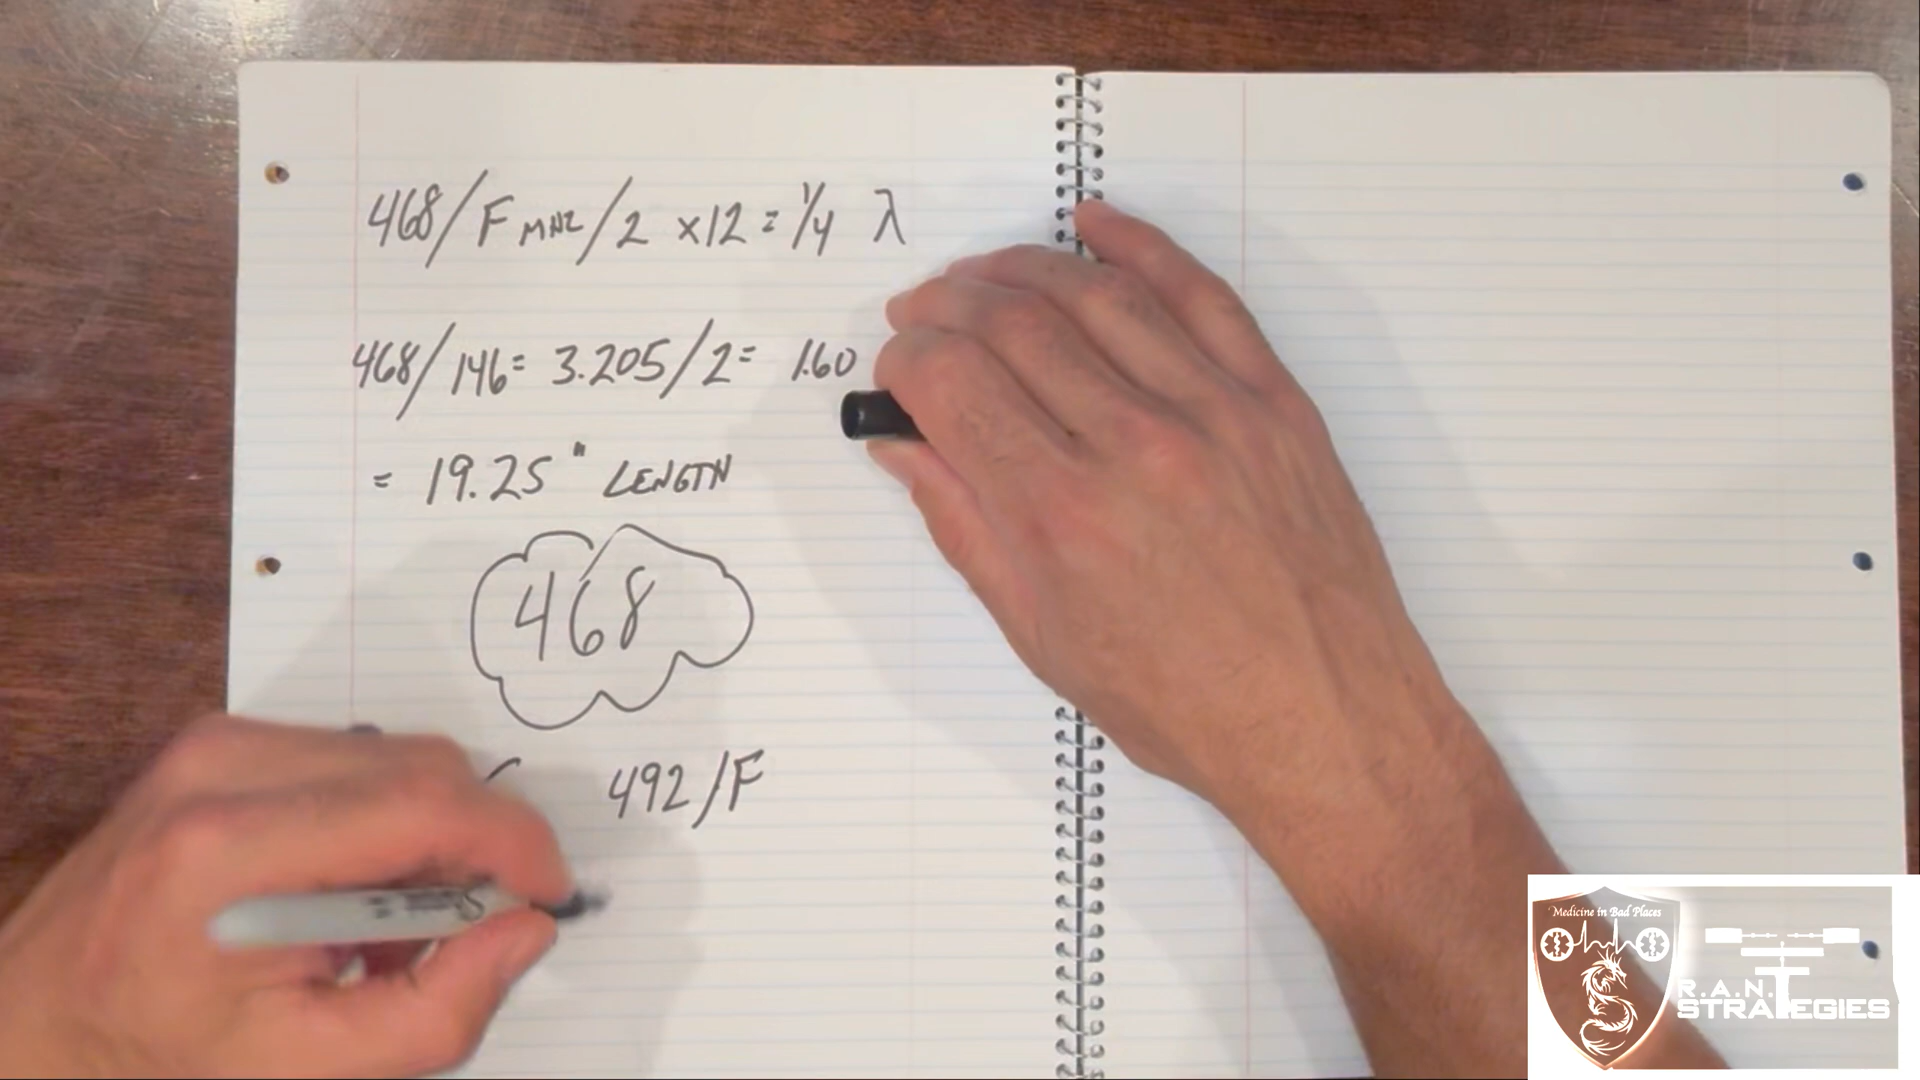 468/F MHZ/2 x12 = 1/4 λ
468/146= 3.205/2= 1.60
= 19.25" LENGTH
468
492/F
Sharpie
Medicine in Bad Places
R.A.N.T
STRATEGIES